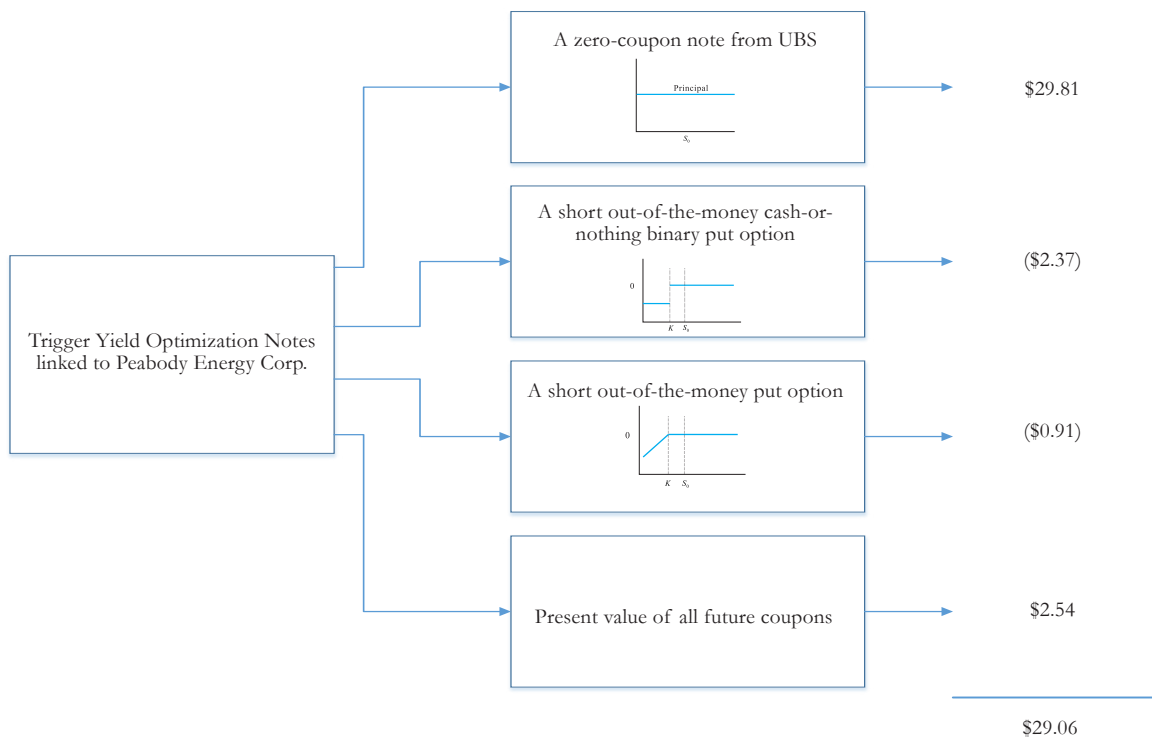 A zero-coupon note from UBS
Principal
S₀
$29.81
A short out-of-the-money cash-or-
nothing binary put option
0
K S₀
($2.37)
Trigger Yield Optimization Notes
linked to Peabody Energy Corp.
A short out-of-the-money put option
0
K S₀
($0.91)
Present value of all future coupons
$2.54
$29.06